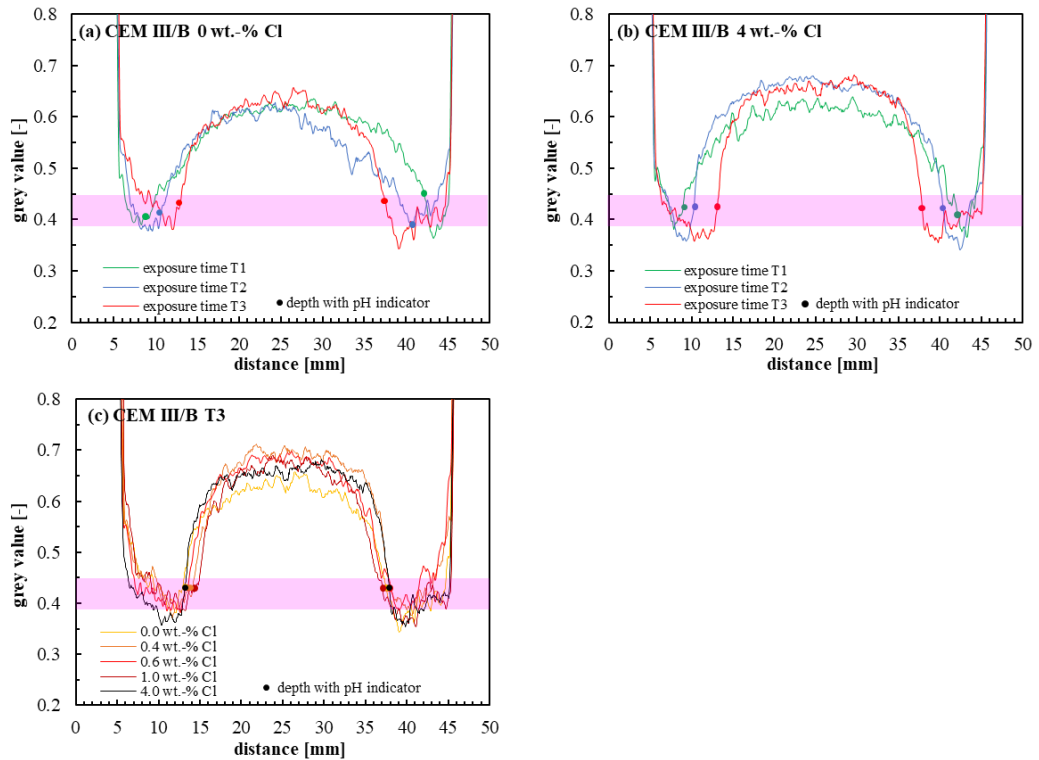 (a) CEM III/B 0 wt.-% Cl
0.8
0.7
0.6
0.5
0.4
0.3
0.2
grey value [-]
exposure time T1
exposure time T2
exposure time T3
depth with pH indicator
0 5 10 15 20 25 30 35 40 45 50
distance [mm]
(b) CEM III/B 4 wt.-% Cl
0.8
0.7
0.6
0.5
0.4
0.3
0.2
grey value [-]
exposure time T1
exposure time T2
exposure time T3
depth with pH indicator
0 5 10 15 20 25 30 35 40 45 50
distance [mm]
(c) CEM III/B T3
0.8
0.7
0.6
0.5
0.4
0.3
0.2
grey value [-]
0.0 wt.-% Cl
0.4 wt.-% Cl
0.6 wt.-% Cl
1.0 wt.-% Cl
4.0 wt.-% Cl
depth with pH indicator
0 5 10 15 20 25 30 35 40 45 50
distance [mm]